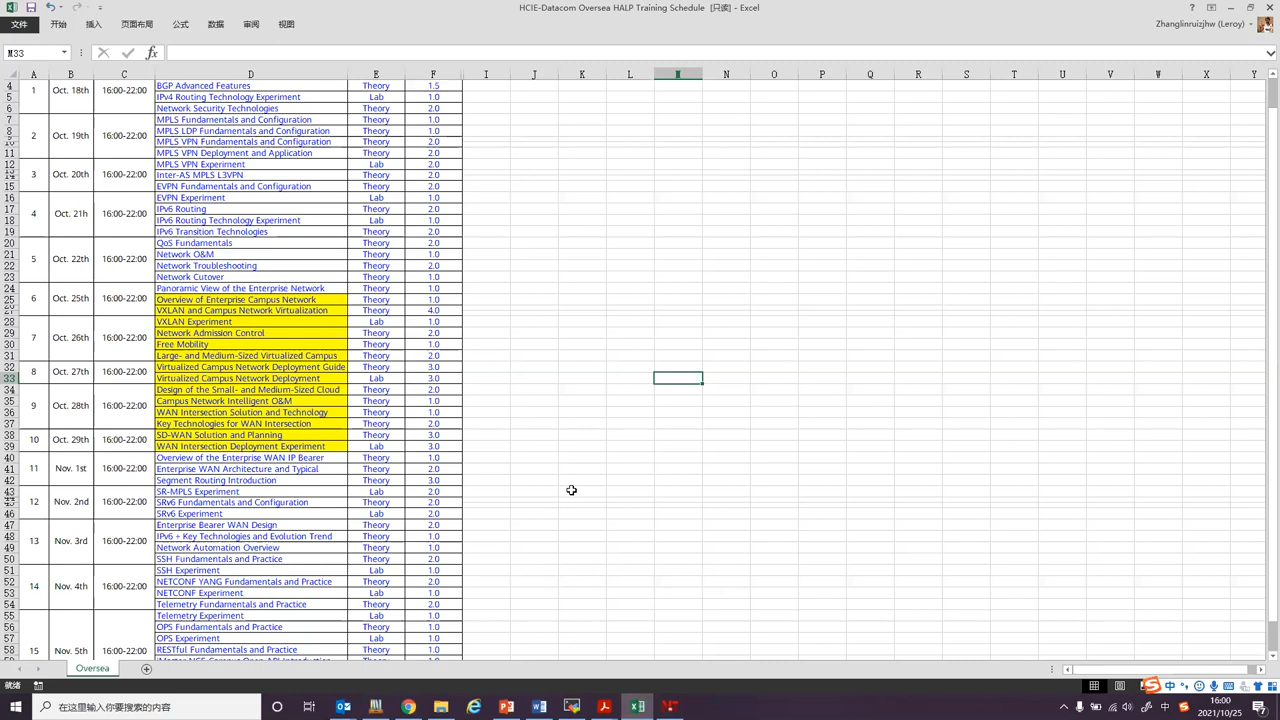 HCIE-Datacom Oversea HALP Training Schedule [只读] - Excel
文件 开始 插入 页面布局 公式 数据 审阅 视图 Zhanglinruizjhw (Leroy)
M33 fx
A B C D E F I J K L M N O P Q R S T U V W X Y
4 1 Oct. 18th 16:00-22:00 BGP Advanced Features Theory 1.5
5 IPv4 Routing Technology Experiment Lab 1.0
6 Network Security Technologies Theory 2.0
7 MPLS Fundamentals and Configuration Theory 1.0
8 2 Oct. 19th 16:00-22:00 MPLS LDP Fundamentals and Configuration Theory 1.0
10 MPLS VPN Fundamentals and Configuration Theory 2.0
11 MPLS VPN Deployment and Application Theory 2.0
12 MPLS VPN Experiment Lab 2.0
3 Oct. 20th 16:00-22:00 Inter-AS MPLS L3VPN Theory 2.0
15 EVPN Fundamentals and Configuration Theory 2.0
16 EVPN Experiment Lab 1.0
17 4 Oct. 21h 16:00-22:00 IPv6 Routing Theory 2.0
18 IPv6 Routing Technology Experiment Lab 1.0
19 IPv6 Transition Technologies Theory 2.0
20 QoS Fundamentals Theory 2.0
21 5 Oct. 22th 16:00-22:00 Network O&M Theory 1.0
22 Network Troubleshooting Theory 2.0
23 Network Cutover Theory 1.0
24 Panoramic View of the Enterprise Network Theory 1.0
25 6 Oct. 25th 16:00-22:00 Overview of Enterprise Campus Network Theory 1.0
VXLAN and Campus Network Virtualization Theory 4.0
28 VXLAN Experiment Lab 1.0
29 7 Oct. 26th 16:00-22:00 Network Admission Control Theory 2.0
30 Free Mobility Theory 1.0
31 Large- and Medium-Sized Virtualized Campus Theory 2.0
32 8 Oct. 27th 16:00-22:00 Virtualized Campus Network Deployment Guide Theory 3.0
33 Virtualized Campus Network Deployment Lab 3.0
34 Design of the Small- and Medium-Sized Cloud Theory 2.0
35 9 Oct. 28th 16:00-22:00 Campus Network Intelligent O&M Theory 1.0
36 WAN Intersection Solution and Technology Theory 1.0
37 Key Technologies for WAN Intersection Theory 2.0
38 10 Oct. 29th 16:00-22:00 SD-WAN Solution and Planning Theory 3.0
39 WAN Intersection Deployment Experiment Lab 3.0
40 Overview of the Enterprise WAN IP Bearer Theory 1.0
41 11 Nov. 1st 16:00-22:00 Enterprise WAN Architecture and Typical Theory 2.0
42 Segment Routing Introduction Theory 3.0
43 SR-MPLS Experiment Lab 2.0
12 Nov. 2nd 16:00-22:00 SRv6 Fundamentals and Configuration Theory 2.0
46 SRv6 Experiment Lab 1.0
47 Enterprise Bearer WAN Design Theory 2.0
48 13 Nov. 3rd 16:00-22:00 IPv6 + Key Technologies and Evolution Trend Theory 1.0
49 Network Automation Overview Theory 1.0
50 SSH Fundamentals and Practice Theory 2.0
51 SSH Experiment Lab 1.0
52 14 Nov. 4th 16:00-22:00 NETCONF YANG Fundamentals and Practice Theory 2.0
53 NETCONF Experiment Lab 1.0
54 Telemetry Fundamentals and Practice Theory 2.0
55 Telemetry Experiment Lab 1.0
56 OPS Fundamentals and Practice Theory 1.0
57 OPS Experiment Lab 1.0
58 15 Nov. 5th 16:00-22:00 RESTful Fundamentals and Practice Theory 1.0
Oversea
就绪
中
在这里输入你要搜索的内容
中
16:00
2021/10/25